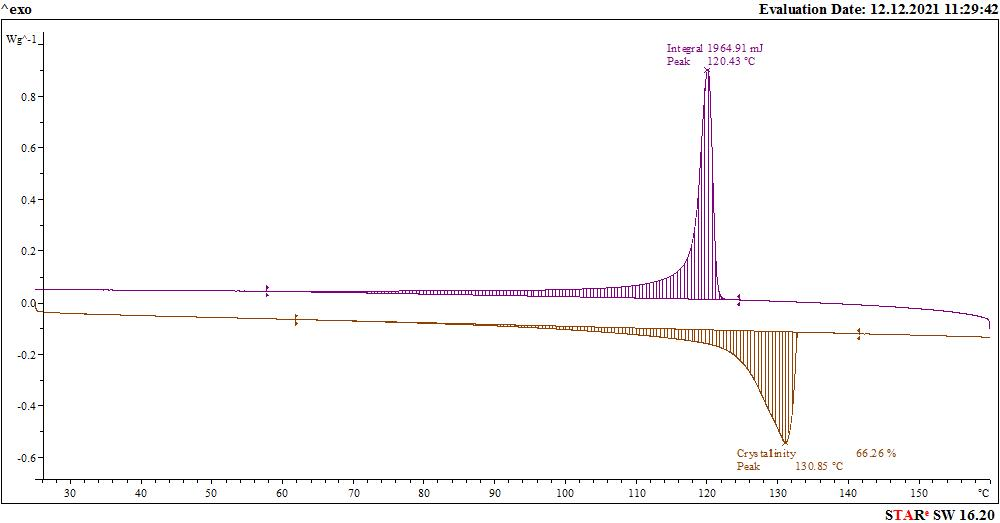 ^exo Evaluation Date: 12.12.2021 11:29:42
Wg^-1
Integral 1964.91 mJ
Peak 120.43 °C
0.8
0.6
0.4
0.2
0.0
-0.2
-0.4
-0.6
Crystalinity 66.26 %
Peak 130.85 °C
30 40 50 60 70 80 90 100 110 120 130 140 150 °C
STARe SW 16.20